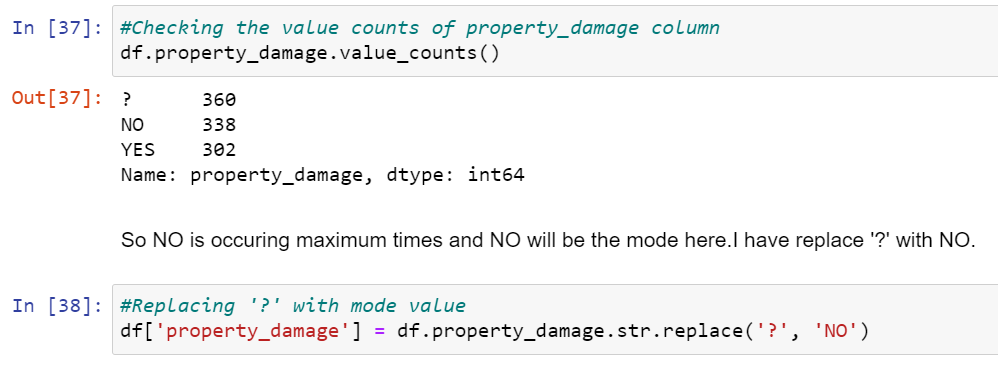 In [37]: #Checking the value counts of property_damage column
df.property_damage.value_counts()
Out[37]: ?      360
NO     338
YES    302
Name: property_damage, dtype: int64
So NO is occuring maximum times and NO will be the mode here.I have replace '?' with NO.
In [38]: #Replacing '?' with mode value
df['property_damage'] = df.property_damage.str.replace('?', 'NO')